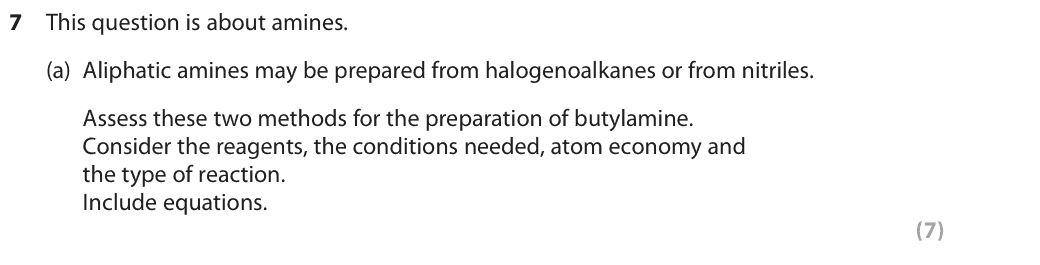 7 This question is about amines.
(a) Aliphatic amines may be prepared from halogenoalkanes or from nitriles.
Assess these two methods for the preparation of butylamine.
Consider the reagents, the conditions needed, atom economy and
the type of reaction.
Include equations.
(7)